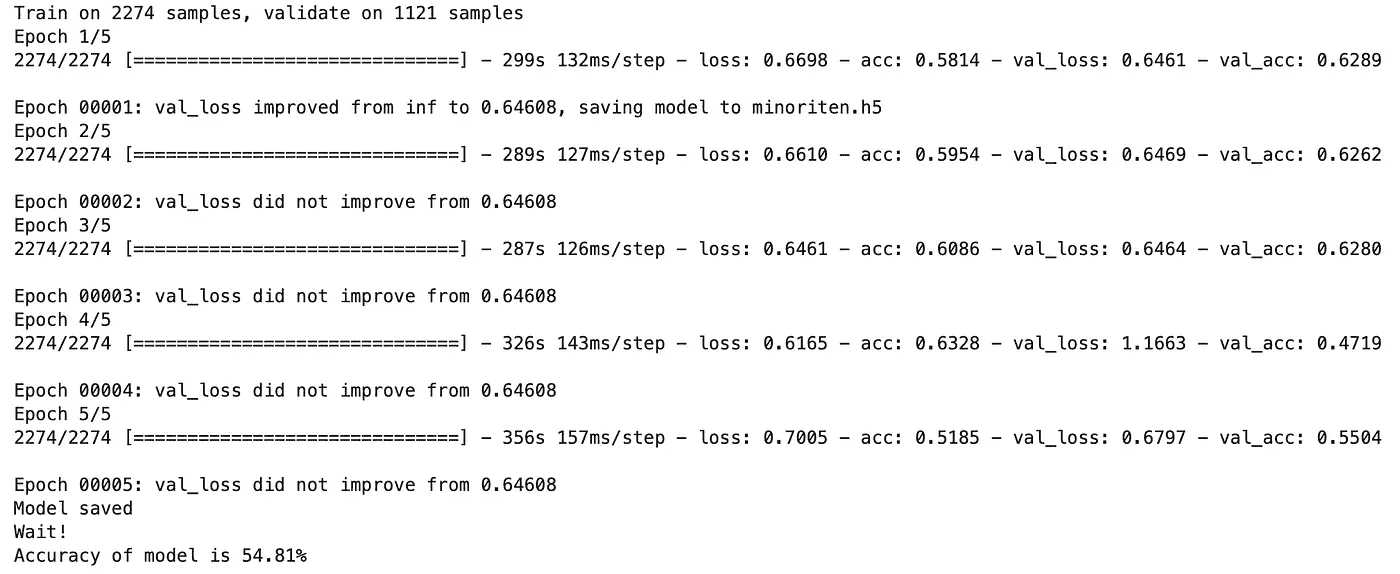 Train on 2274 samples, validate on 1121 samples
Epoch 1/5
2274/2274 [==============================] - 299s 132ms/step - loss: 0.6698 - acc: 0.5814 - val_loss: 0.6461 - val_acc: 0.6289
Epoch 00001: val_loss improved from inf to 0.64608, saving model to minoriten.h5
Epoch 2/5
2274/2274 [==============================] - 289s 127ms/step - loss: 0.6610 - acc: 0.5954 - val_loss: 0.6469 - val_acc: 0.6262
Epoch 00002: val_loss did not improve from 0.64608
Epoch 3/5
2274/2274 [==============================] - 287s 126ms/step - loss: 0.6461 - acc: 0.6086 - val_loss: 0.6464 - val_acc: 0.6280
Epoch 00003: val_loss did not improve from 0.64608
Epoch 4/5
2274/2274 [==============================] - 326s 143ms/step - loss: 0.6165 - acc: 0.6328 - val_loss: 1.1663 - val_acc: 0.4719
Epoch 00004: val_loss did not improve from 0.64608
Epoch 5/5
2274/2274 [==============================] - 356s 157ms/step - loss: 0.7005 - acc: 0.5185 - val_loss: 0.6797 - val_acc: 0.5504
Epoch 00005: val_loss did not improve from 0.64608
Model saved
Wait!
Accuracy of model is 54.81%